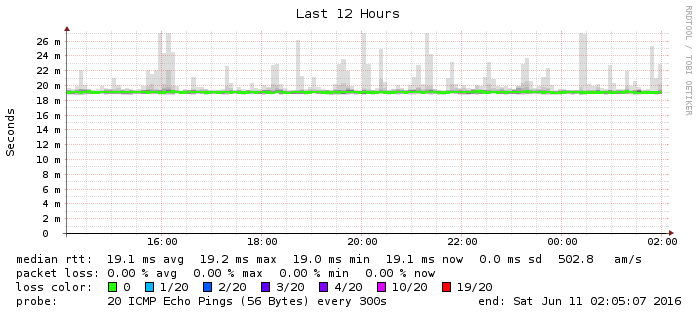 Last 12 Hours
RRDTOOL / TOBI OETIKER
Seconds
26 m
24 m
22 m
20 m
18 m
16 m
14 m
12 m
10 m
8 m
6 m
4 m
2 m
0
16:00 18:00 20:00 22:00 00:00 02:00
median rtt: 19.1 ms avg 19.2 ms max 19.0 ms min 19.1 ms now 0.0 ms sd 502.8 am/s
packet loss: 0.00 % avg 0.00 % max 0.00 % min 0.00 % now
loss color: 0 1/20 2/20 3/20 4/20 10/20 19/20
probe: 20 ICMP Echo Pings (56 Bytes) every 300s end: Sat Jun 11 02:05:07 2016